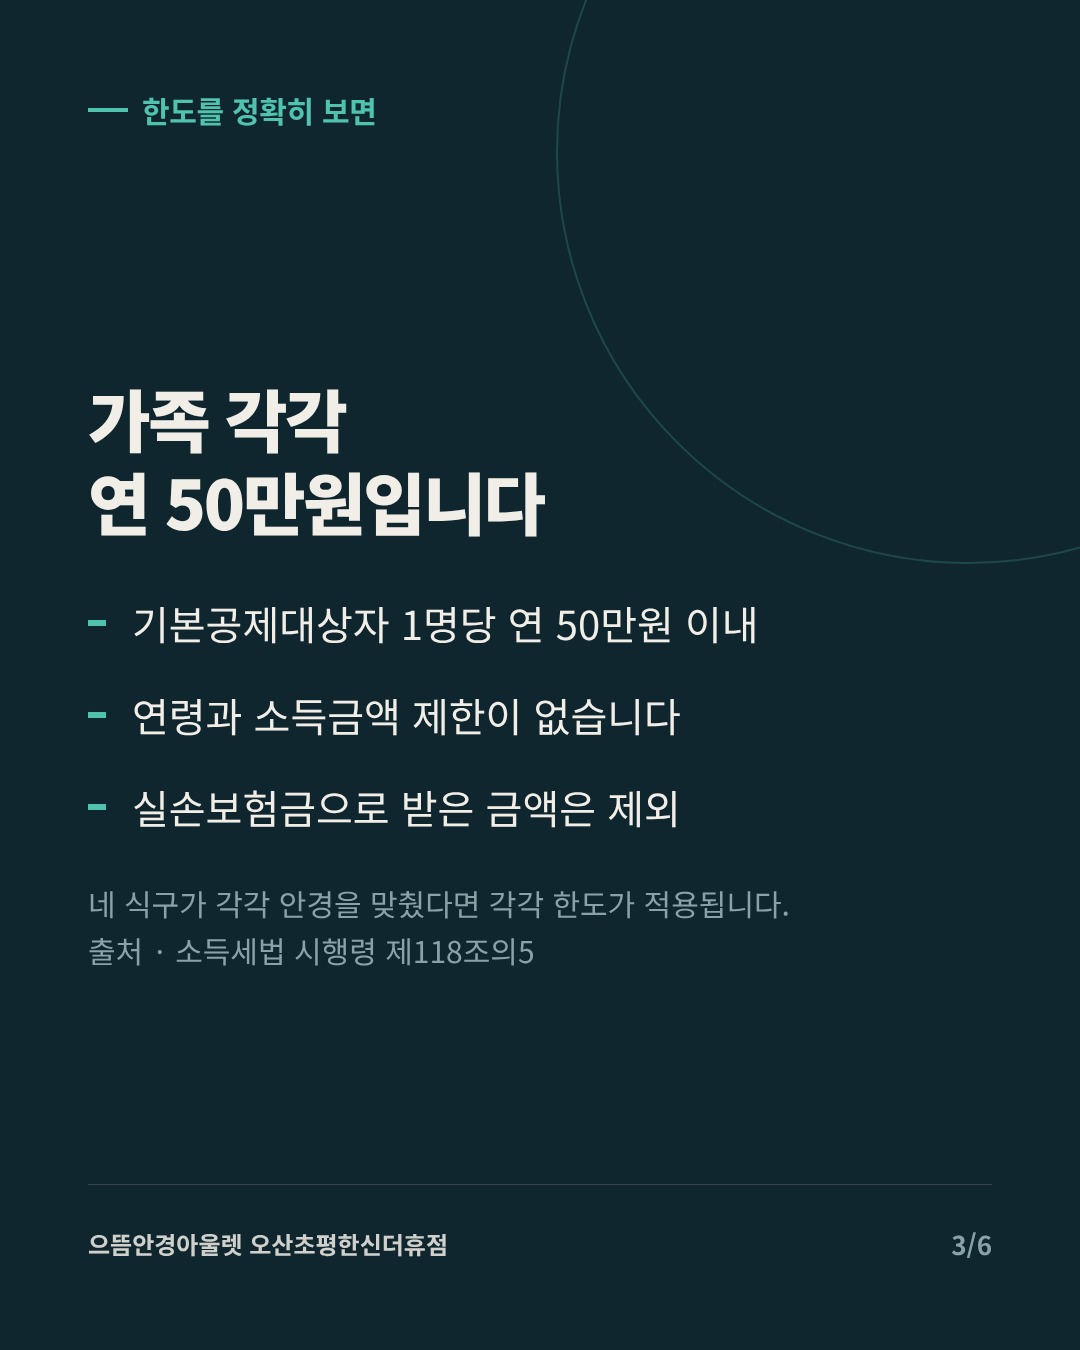 한도를 정확히 보면
가족 각각
연 50만원입니다
기본공제대상자 1명당 연 50만원 이내
연령과 소득금액 제한이 없습니다
실손보험금으로 받은 금액은 제외
네 식구가 각각 안경을 맞췄다면 각각 한도가 적용됩니다.
출처 · 소득세법 시행령 제118조의5
으뜸안경아울렛 오산초평한신더휴점
3/6